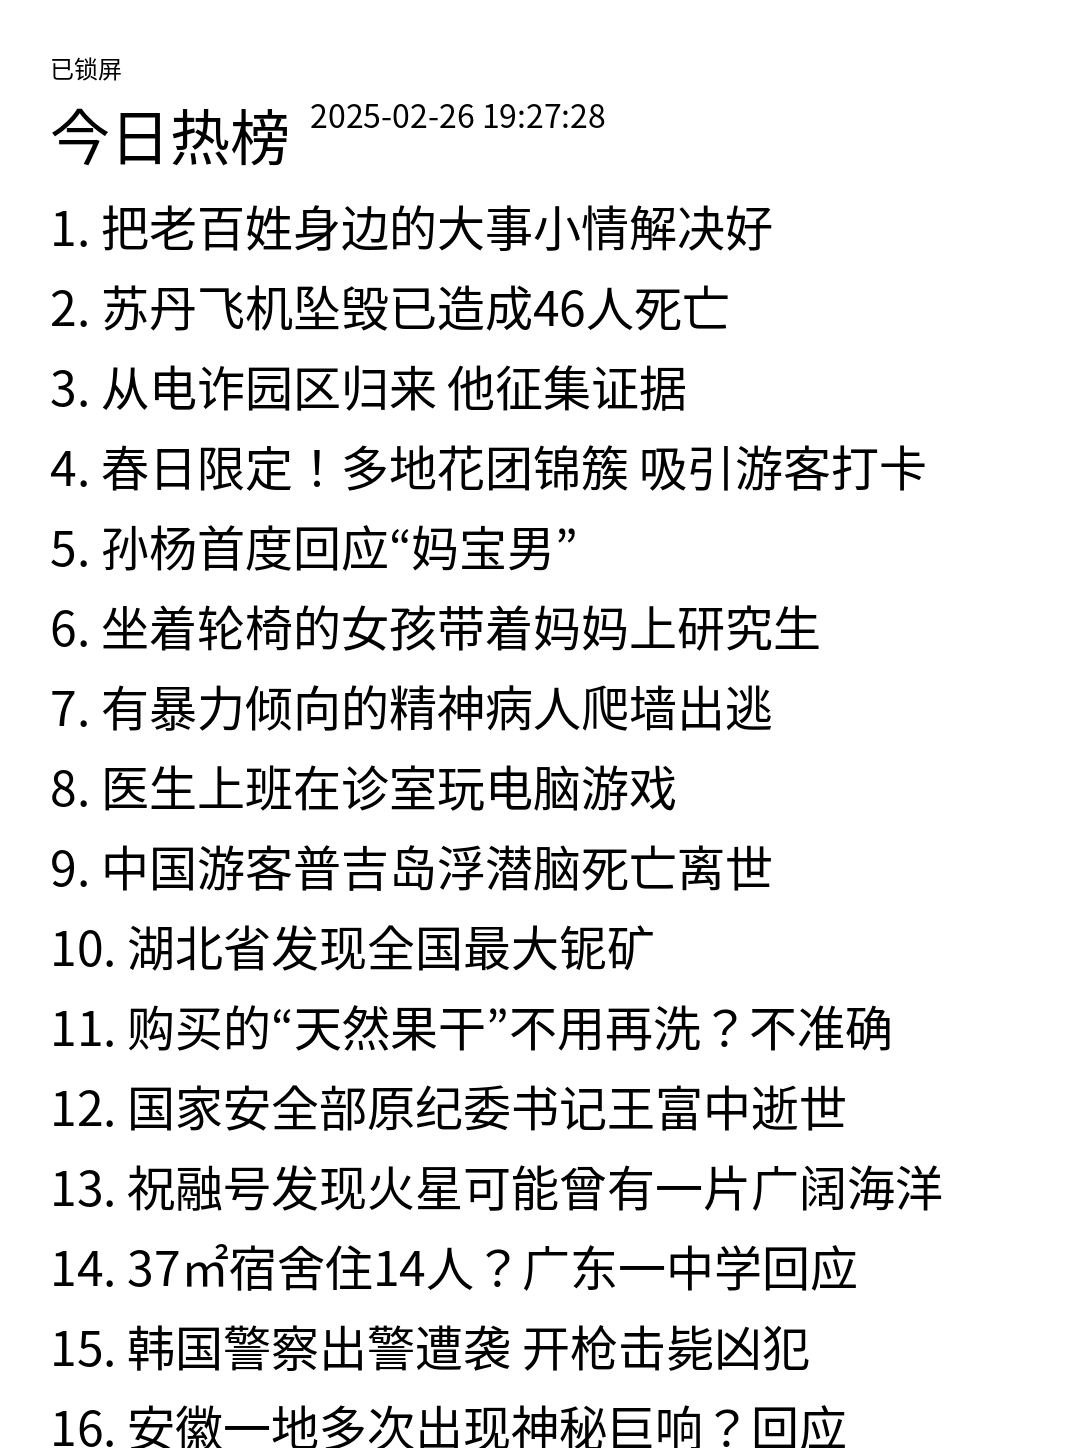 已锁屏
今日热榜 2025-02-26 19:27:28
1. 把老百姓身边的大事小情解决好
2. 苏丹飞机坠毁已造成46人死亡
3. 从电诈园区归来 他征集证据
4. 春日限定！多地花团锦簇 吸引游客打卡
5. 孙杨首度回应“妈宝男”
6. 坐着轮椅的女孩带着妈妈上研究生
7. 有暴力倾向的精神病人爬墙出逃
8. 医生上班在诊室玩电脑游戏
9. 中国游客普吉岛浮潜脑死亡离世
10. 湖北省发现全国最大铌矿
11. 购买的“天然果干”不用再洗？不准确
12. 国家安全部原纪委书记王富中逝世
13. 祝融号发现火星可能曾有一片广阔海洋
14. 37㎡宿舍住14人？广东一中学回应
15. 韩国警察出警遭袭 开枪击毙凶犯
16. 安徽一地多次出现神秘巨响？回应